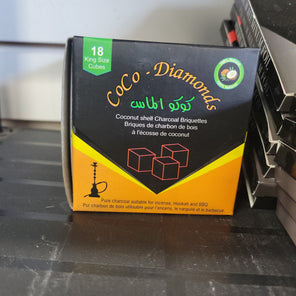 18
King Size
Cubes
CoCo - Diamonds
كوكو الماس
Coconut shell Charcoal Briquettes
Briques de charbon de bois
à l'écosse de coconut
Pure charcoal suitable for incense, Hookah and BBQ
Pur charbon de bois utilisable pour l'encens, le narguilé et le barbecue.